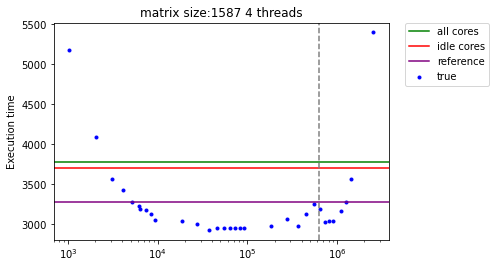 matrix size:1587 4 threads
Execution time
5500
5000
4500
4000
3500
3000
10³
10⁴
10⁵
10⁶
all cores
idle cores
reference
true